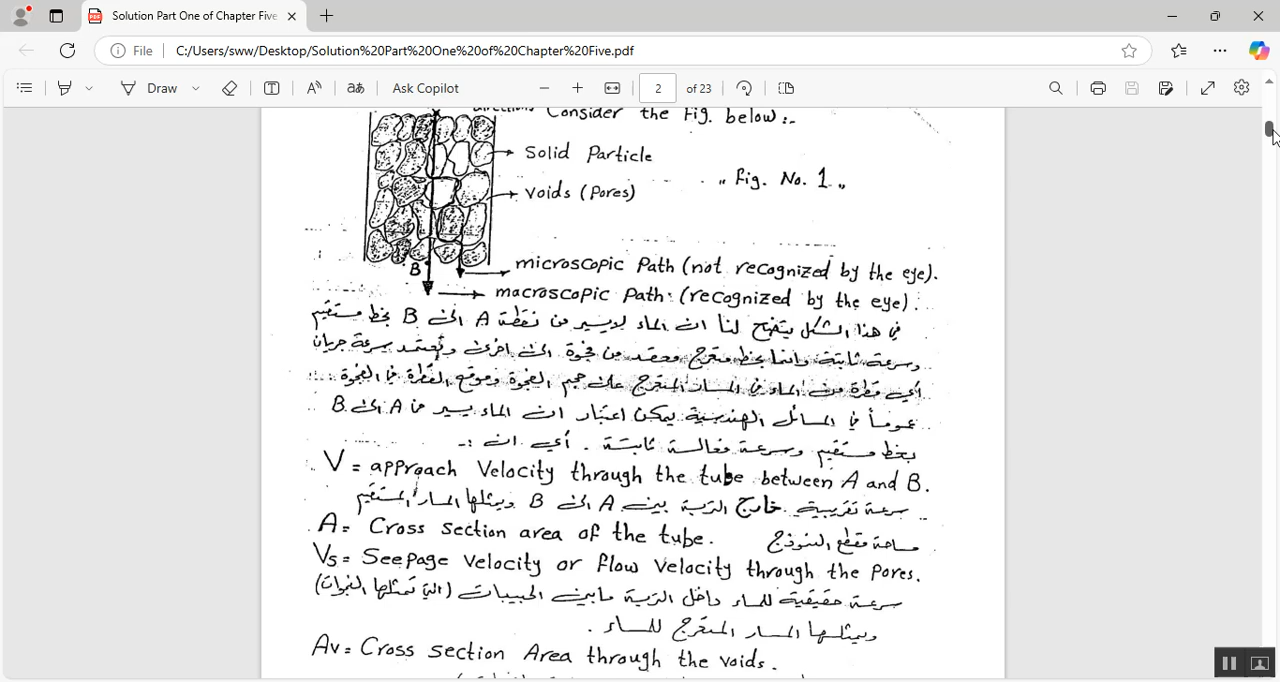 Solution Part One of Chapter Five
File C:/Users/sww/Desktop/Solution%20Part%20One%20of%20Chapter%20Five.pdf
Draw aあ Ask Copilot 2 of 23
directions Consider the Fig. below:-
Solid Particle
„ Fig. No. 1 „
Voids (Pores)
B
microscopic Path (not recognized by the eye).
macroscopic Path: (recognized by the eye).
في هذا الشكل يتضح لنا ان الماء لايسير من نقطة A الى B بخط مستقيم
وسرعة ثابتة وانما بخط متعرج ومعقد من فجوة الى اخرى وتعتمد سرعة جريان
أي قطرة من الماء في المسار المتعرج على حجم الفجوة وموقع القطرة في الفجوة
عوماً في المسائل الهندسية يمكن اعتبار ان الماء يسير من A الى B
بخط مستقيم وسرعة فعالسة ثابتة . أي ان :-
V = approach Velocity through the tube between A and B.
سرعة تقريبية خارج التربة بين A الى B ويمثلها المسار المستقيم
A = Cross section area of the tube. مساحة مقطع النموذج
Vs = Seepage Velocity or flow Velocity through the Pores.
سرعة حقيقية للماء داخل التربة مابين الحبيبات (التي تمثلها الفجوات)
ويمثلها المسار المتعرج للماء .
Av = Cross section Area through the voids.